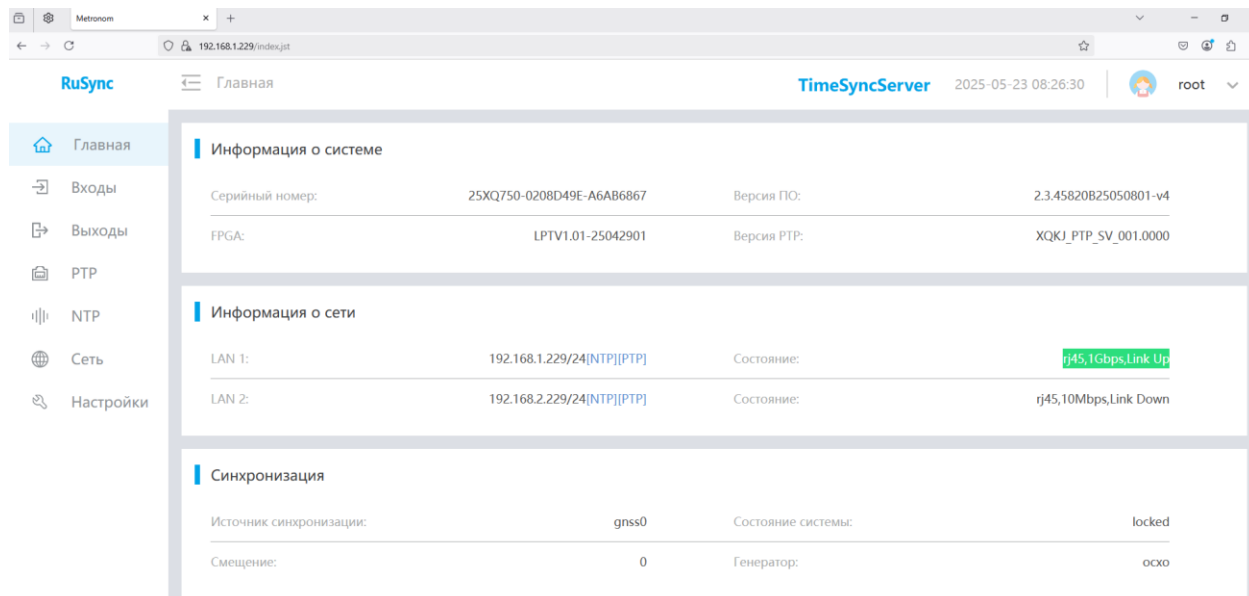 Metronom
192.168.1.229/index.jst
RuSync
Главная
TimeSyncServer 2025-05-23 08:26:30 root
Главная
Входы
Выходы
PTP
NTP
Сеть
Настройки
Информация о системе
Серийный номер: 25XQ750-0208D49E-A6AB6867 Версия ПО: 2.3.45820B25050801-v4
FPGA: LPTV1.01-25042901 Версия PTP: XQKJ_PTP_SV_001.0000
Информация о сети
LAN 1: 192.168.1.229/24[NTP][PTP] Состояние: rj45,1Gbps,Link Up
LAN 2: 192.168.2.229/24[NTP][PTP] Состояние: rj45,10Mbps,Link Down
Синхронизация
Источник синхронизации: gnss0 Состояние системы: locked
Смещение: 0 Генератор: ocxo